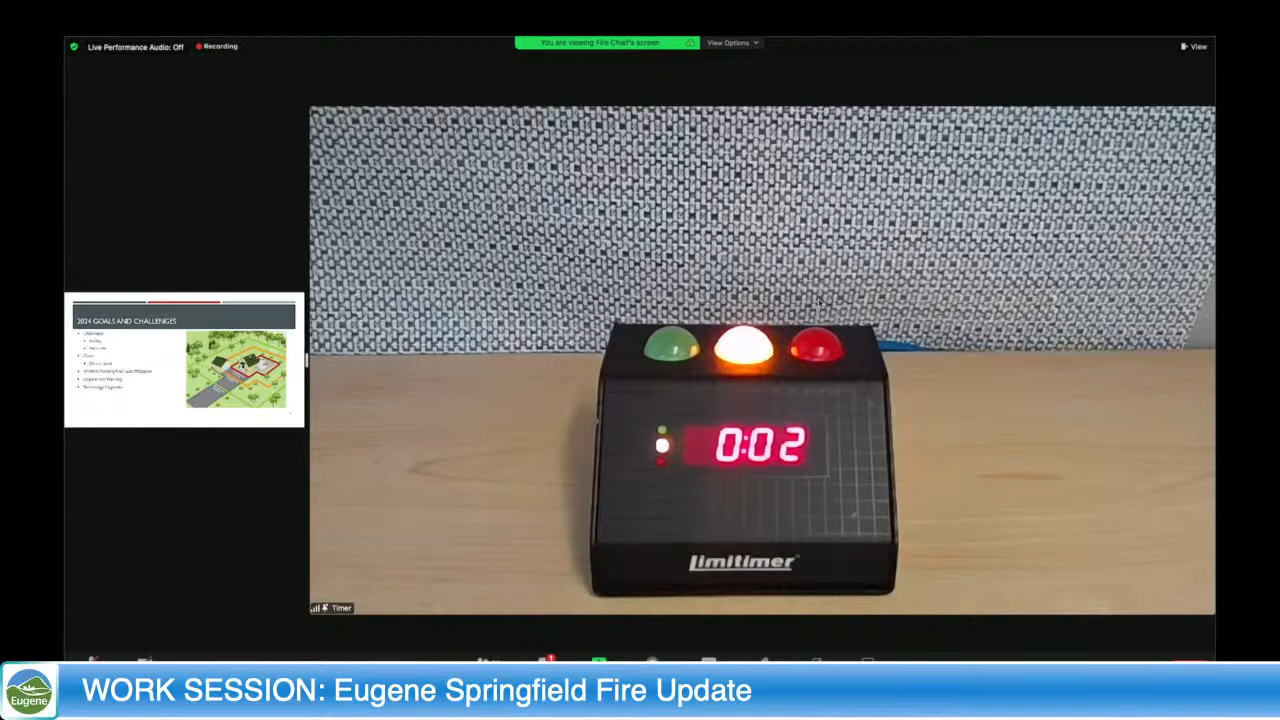 Live Performance Audio: Off
Recording
You are viewing Fire Chief's screen
View Options
View
2024 GOALS AND CHALLENGES
0:02
Limitimer
Timer
1
WORK SESSION: Eugene Springfield Fire Update
Eugene